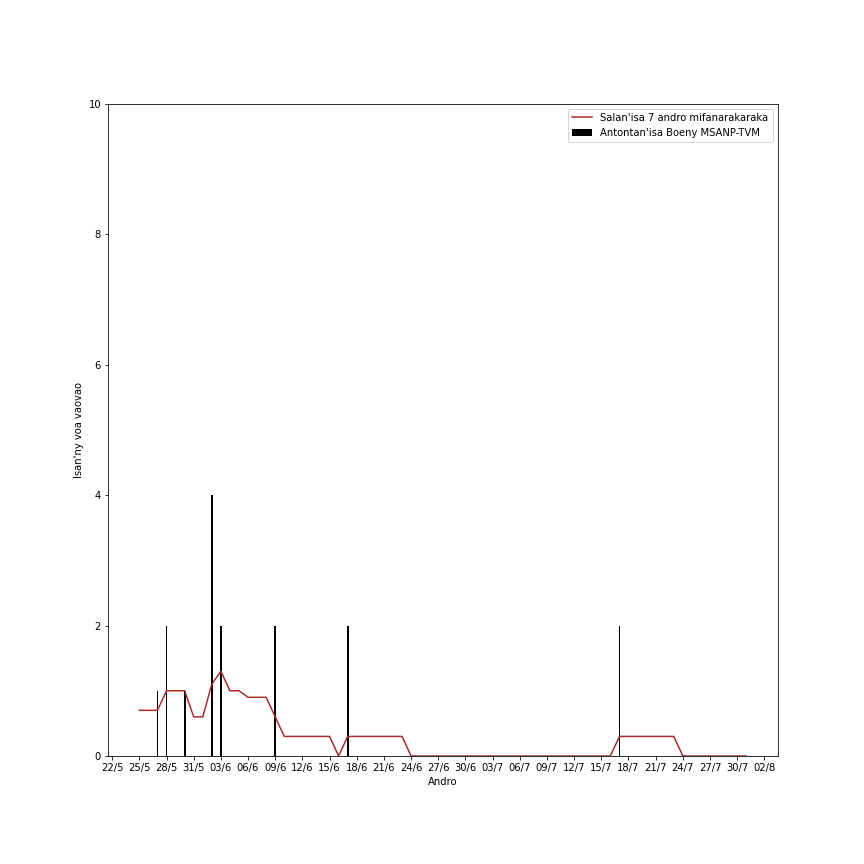 Salan'isa 7 andro mifanarakaraka
Antontan'isa Boeny MSANP-TVM
10
8
6
4
2
0
Isan'ny voa vaovao
22/5 25/5 28/5 31/5 03/6 06/6 09/6 12/6 15/6 18/6 21/6 24/6 27/6 30/6 03/7 06/7 09/7 12/7 15/7 18/7 21/7 24/7 27/7 30/7 02/8
Andro